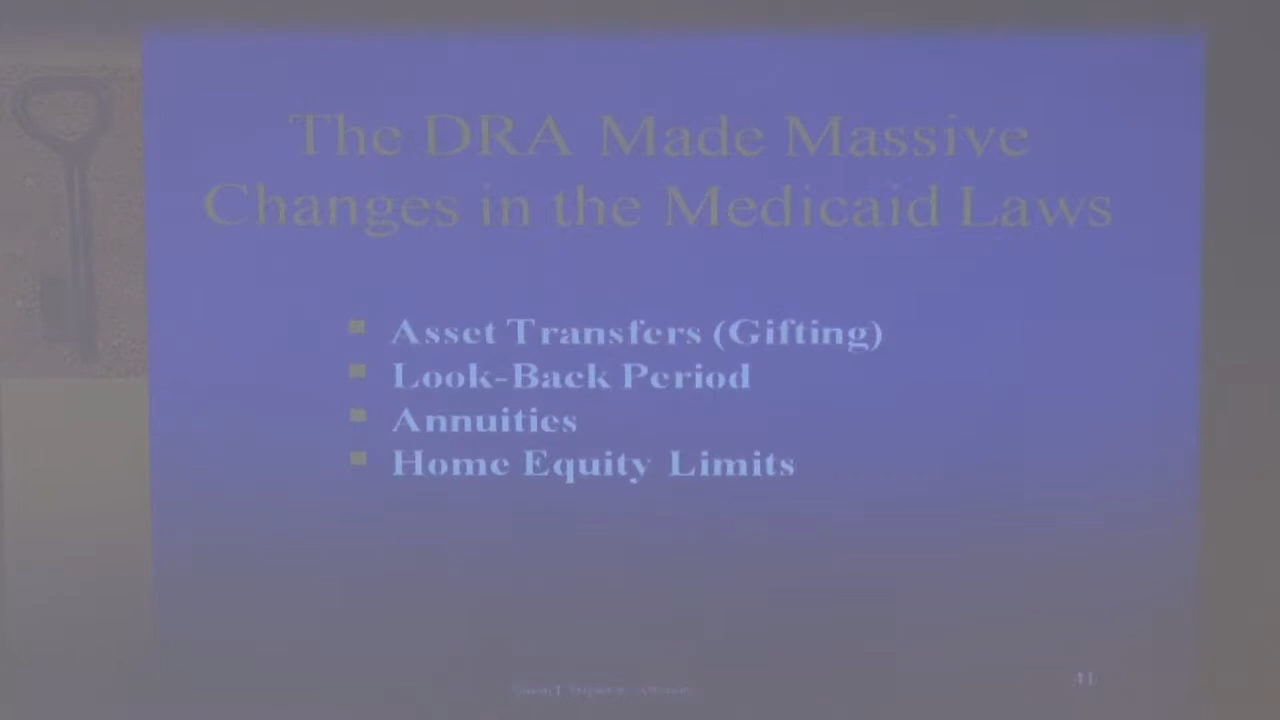 The DRA Made Massive
Changes in the Medicaid Laws
Asset Transfers (Gifting)
Look-Back Period
Annuities
Home Equity Limits
41